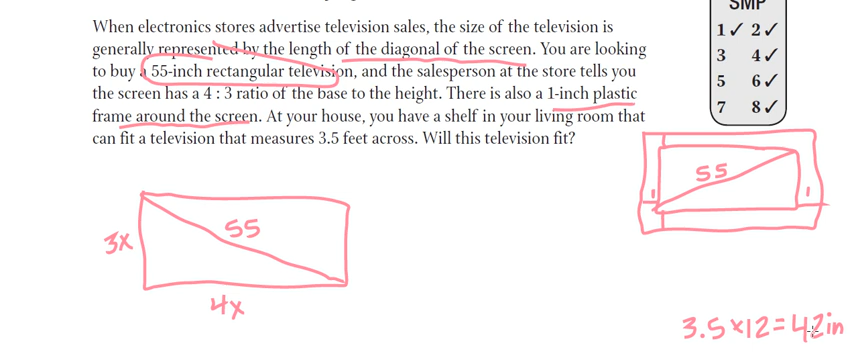 When electronics stores advertise television sales, the size of the television is
generally represented by the length of the diagonal of the screen. You are looking
to buy a 55-inch rectangular television, and the salesperson at the store tells you
the screen has a 4 : 3 ratio of the base to the height. There is also a 1-inch plastic
frame around the screen. At your house, you have a shelf in your living room that
can fit a television that measures 3.5 feet across. Will this television fit?
SMP
1✓ 2✓
3 4✓
5 6✓
7 8✓
55
1 1
55
3x
4x
3.5×12=42in